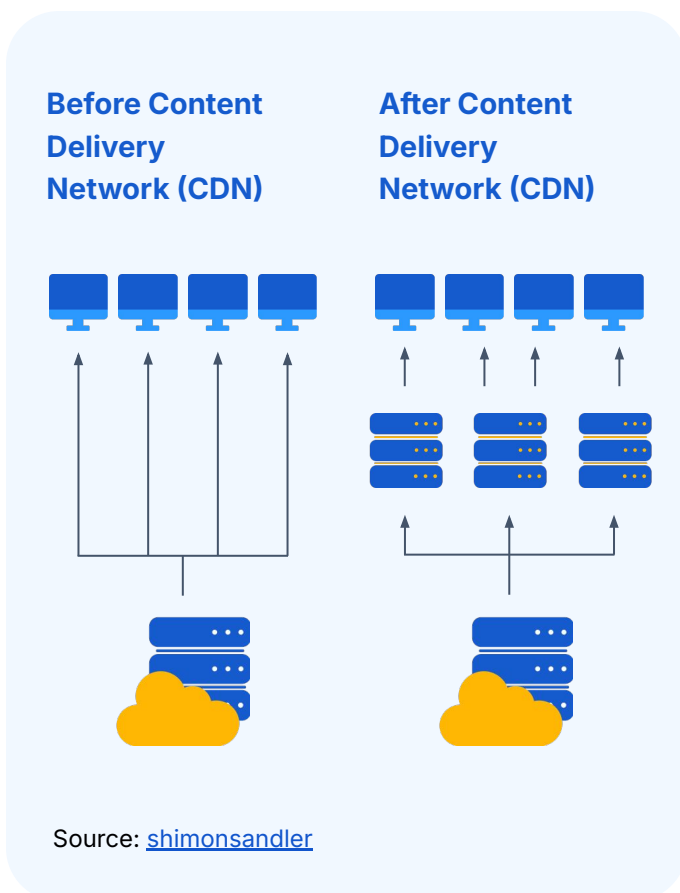 Before Content
Delivery
Network (CDN)
After Content
Delivery
Network (CDN)
Source: shimonsandler